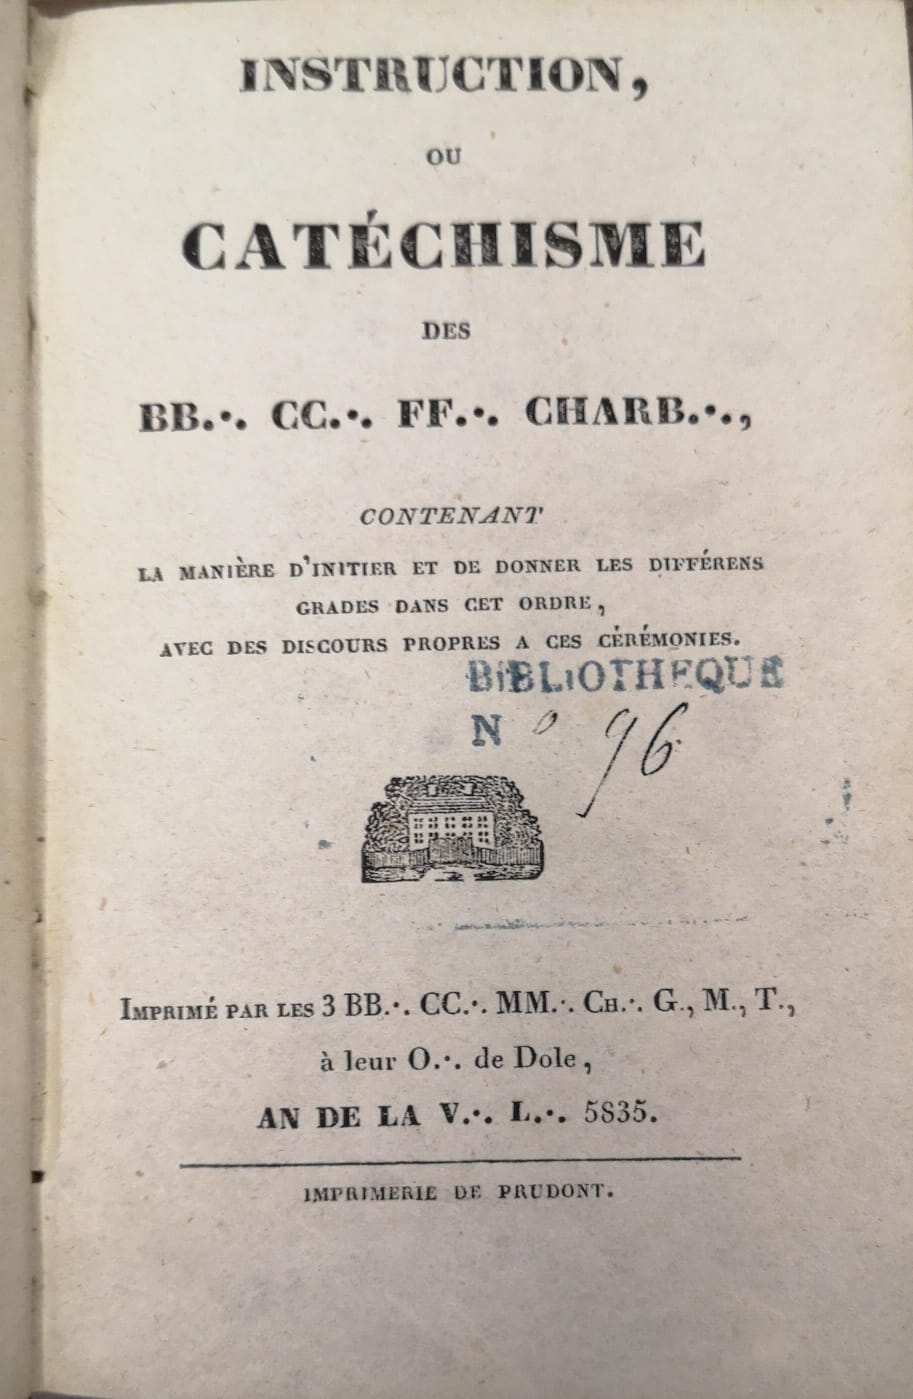 INSTRUCTION,
OU
CATÉCHISME
DES
BB.·. CC.·. FF.·. CHARB.·.,
CONTENANT
LA MANIÈRE D'INITIER ET DE DONNER LES DIFFÉRENS
GRADES DANS CET ORDRE,
AVEC DES DISCOURS PROPRES A CES CÉRÉMONIES.
BIBLIOTHEQUE
N° 96
IMPRIMÉ PAR LES 3 BB.·. CC.·. MM.·. CH.·. G., M., T.,
à leur O.·. de Dole,
AN DE LA V.·. L.·. 5835.
IMPRIMERIE DE PRUDONT.